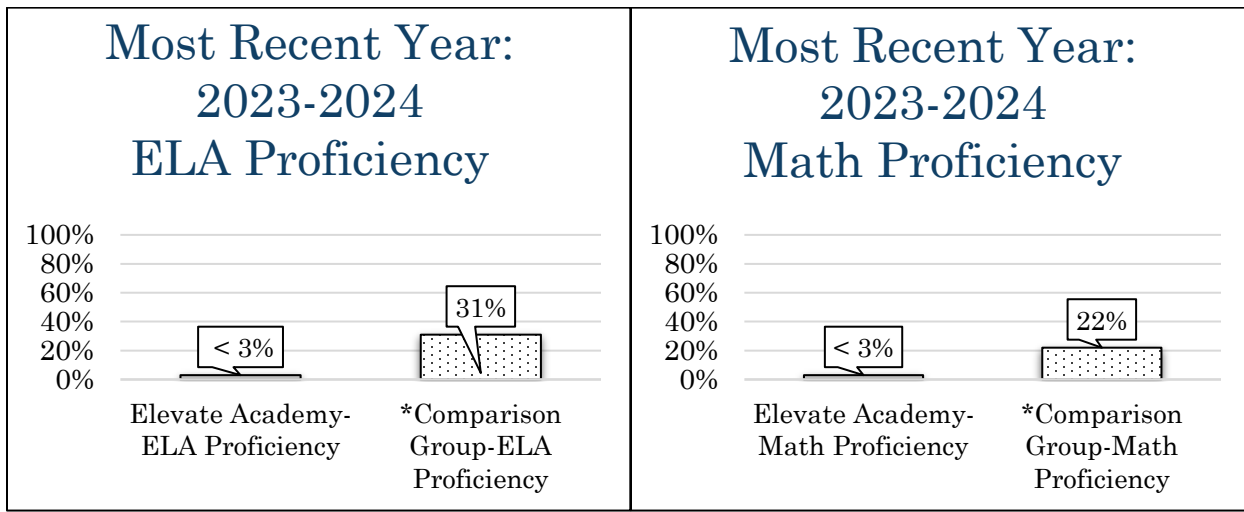 Most Recent Year:
2023-2024
ELA Proficiency
100%
80%
60%
40%
20%
0%
< 3%
31%
Elevate Academy-
ELA Proficiency
*Comparison
Group-ELA
Proficiency
Most Recent Year:
2023-2024
Math Proficiency
100%
80%
60%
40%
20%
0%
< 3%
22%
Elevate Academy-
Math Proficiency
*Comparison
Group-Math
Proficiency